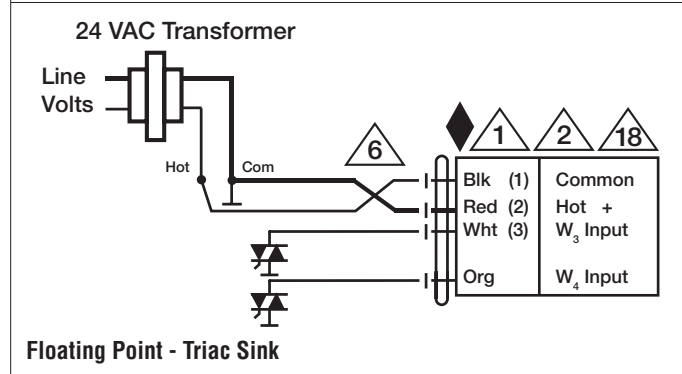 24 VAC Transformer
Line
Volts
Hot
Com
6
1
2
18
Blk (1) Common
Red (2) Hot +
Wht (3) W₃ Input
Org W₄ Input
Floating Point - Triac Sink